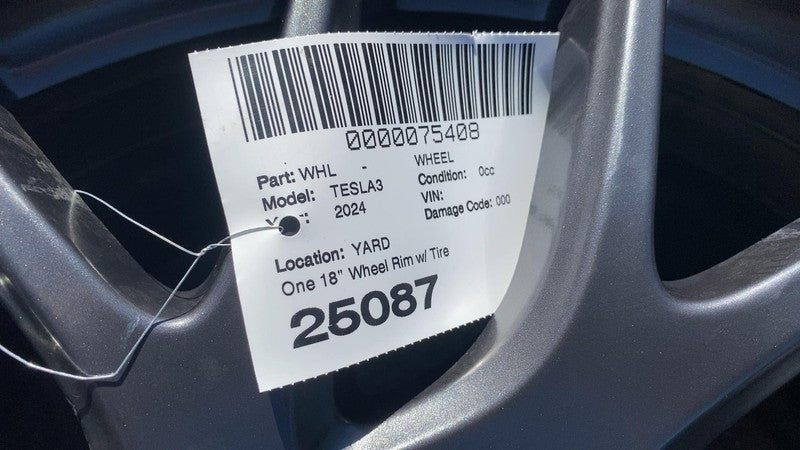 0000075408
Part: WHL - WHEEL
Model: TESLA3 Condition: 0cc
2024 VIN:
Damage Code: 000
Location: YARD
One 18" Wheel Rim w/ Tire
25087